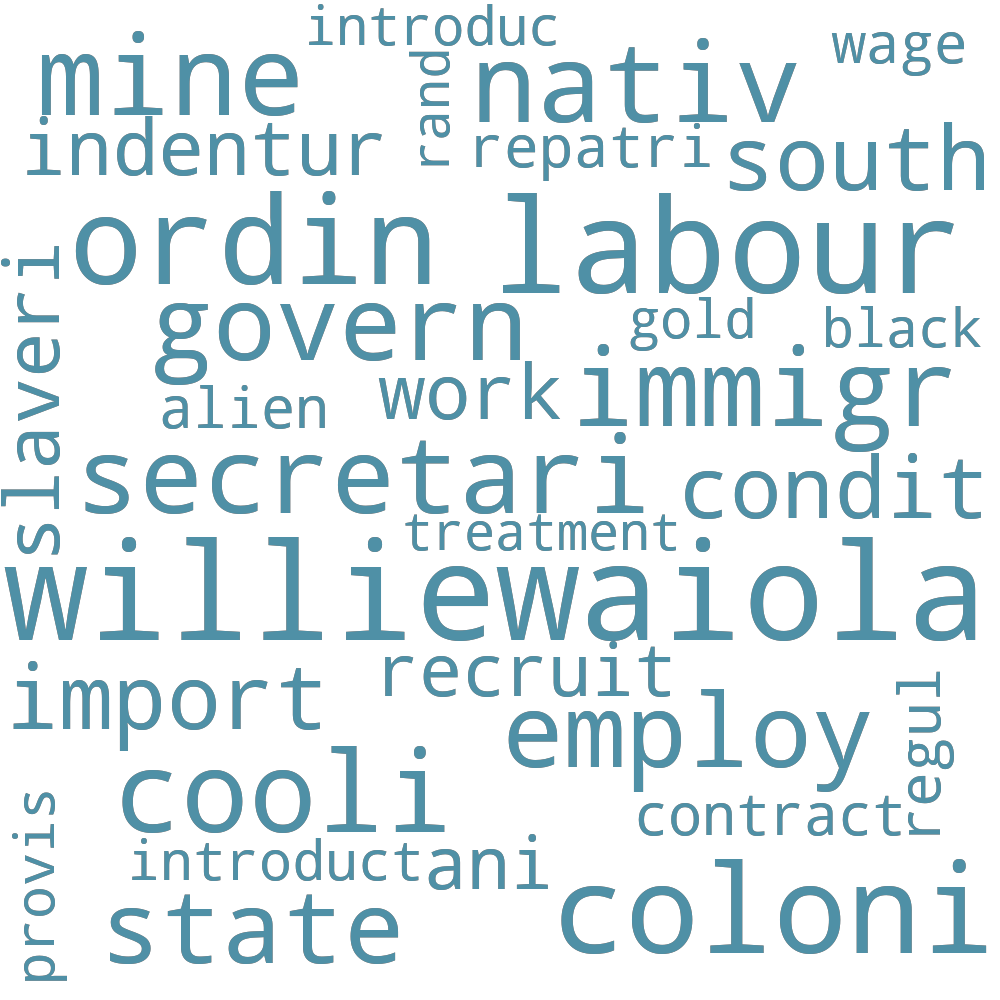 introduc
mine
nativ
wage
rand
indentur
repatri
south
ordin
labour
slaveri
govern
gold
black
alien
work
immigr
secretari
condit
treatment
williewaiola
import
recruit
employ
regul
cooli
contract
provis
introduct
ani
state
coloni